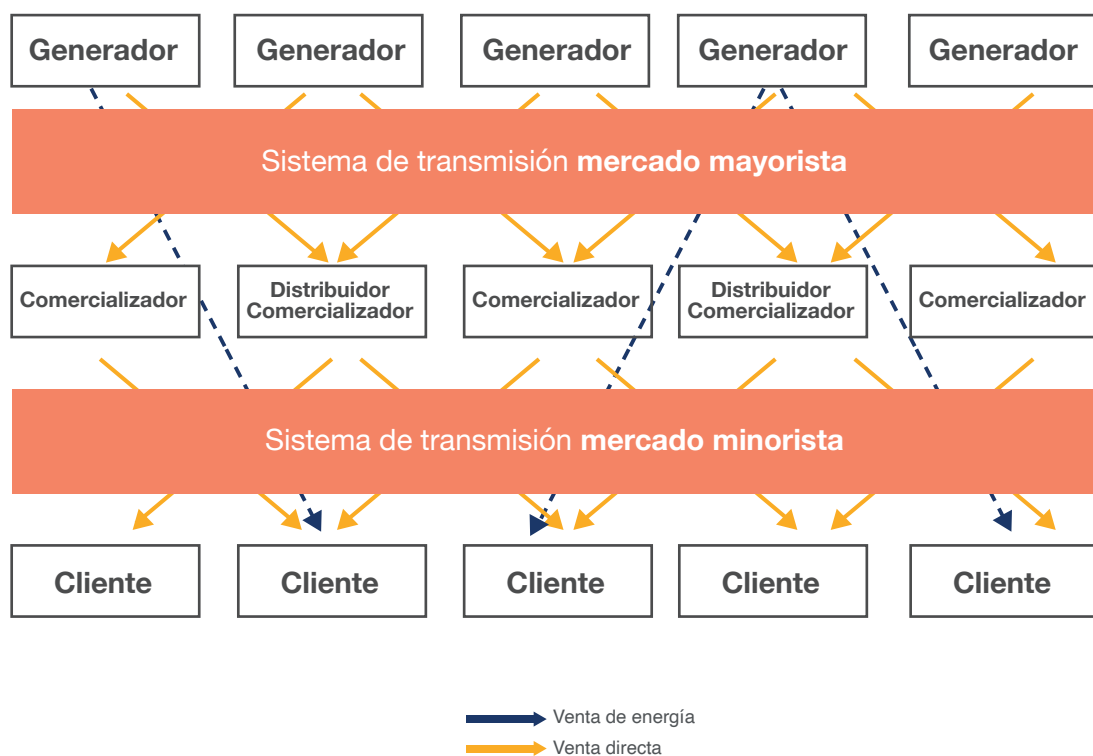 Generador
Generador
Generador
Generador
Generador
Sistema de transmisión mercado mayorista
Comercializador
Distribuidor
Comercializador
Comercializador
Distribuidor
Comercializador
Comercializador
Sistema de transmisión mercado minorista
Cliente
Cliente
Cliente
Cliente
Cliente
Venta de energía
Venta directa